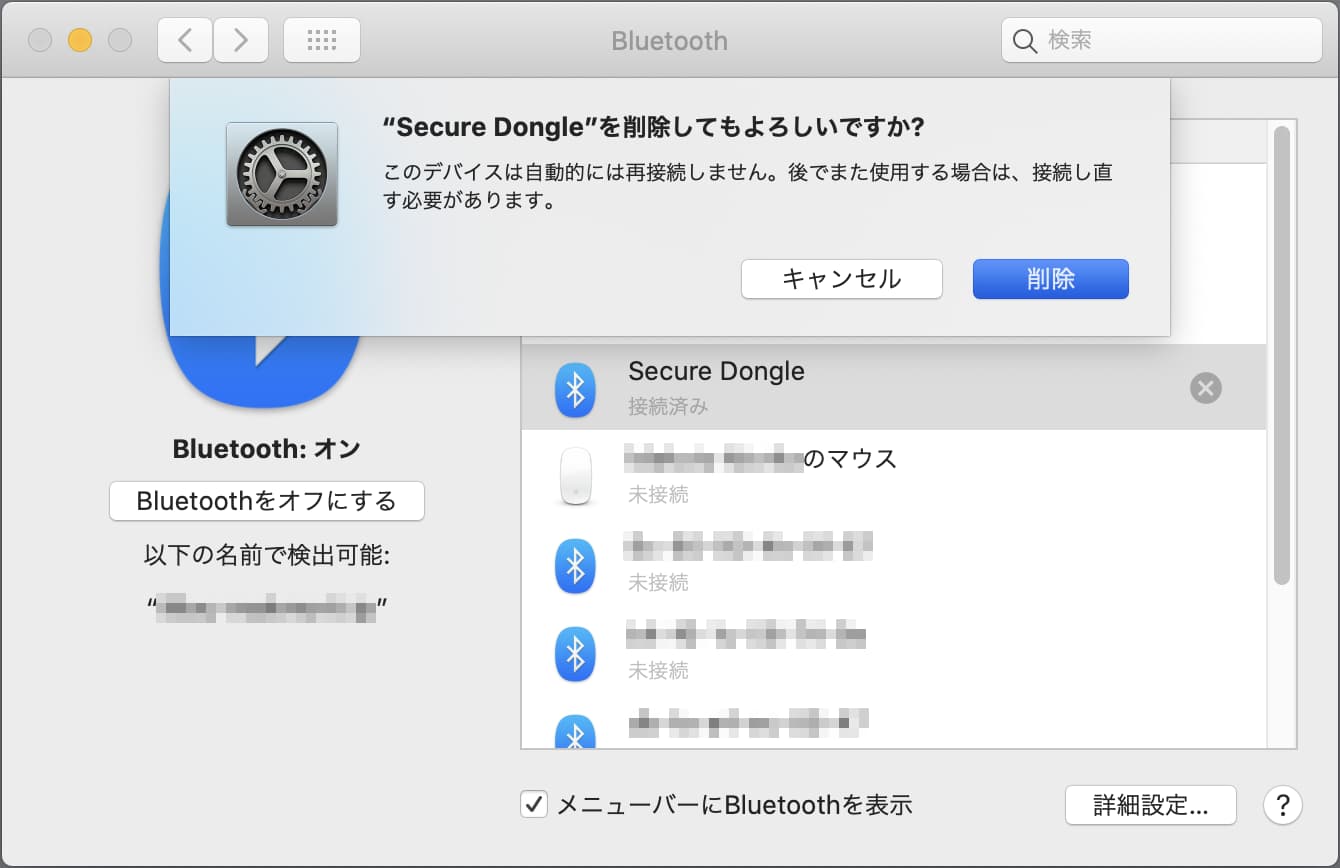 Bluetooth
検索
“Secure Dongle”を削除してもよろしいですか?
このデバイスは自動的には再接続しません。後でまた使用する場合は、接続し直
す必要があります。
キャンセル
削除
Bluetooth: オン
Bluetoothをオフにする
以下の名前で検出可能:
“ ”
Secure Dongle
接続済み
のマウス
未接続
未接続
未接続
メニューバーにBluetoothを表示
詳細設定...
?